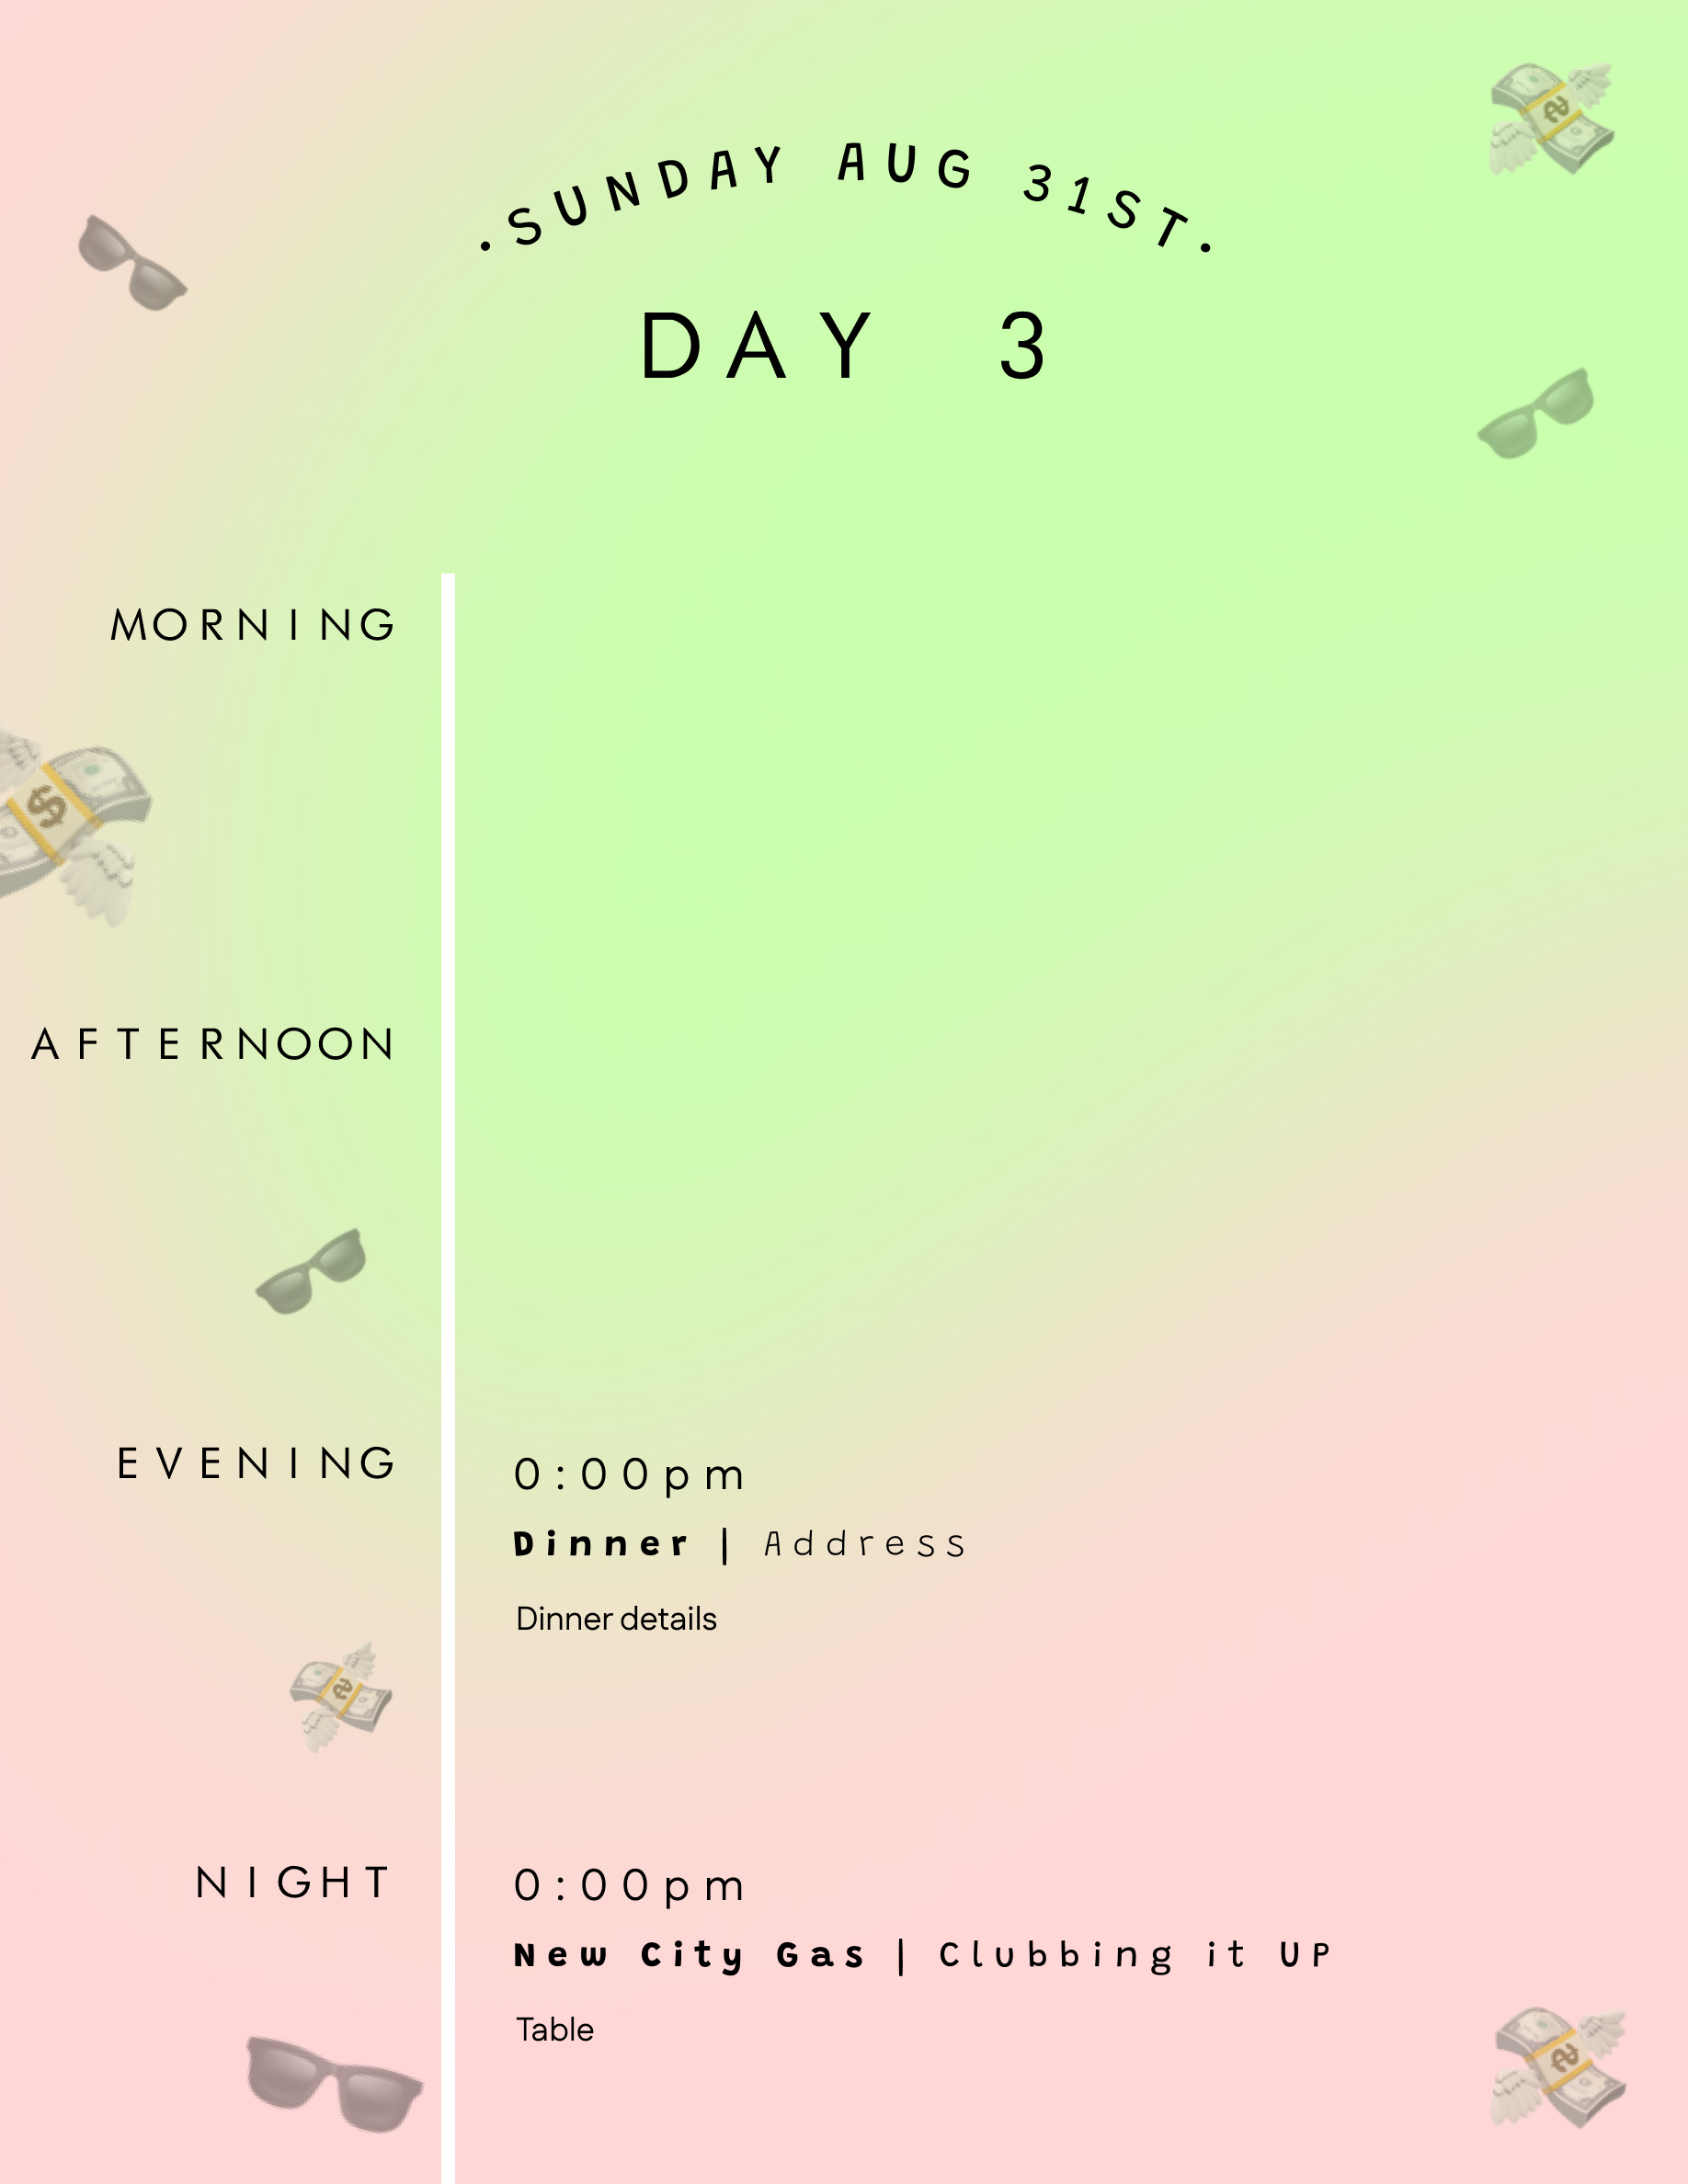 .SUNDAY AUG 31ST.
DAY 3
MORNING
AFTERNOON
EVENING
0:00pm
Dinner | Address
Dinner details
NIGHT
0:00pm
New City Gas | Clubbing it UP
Table